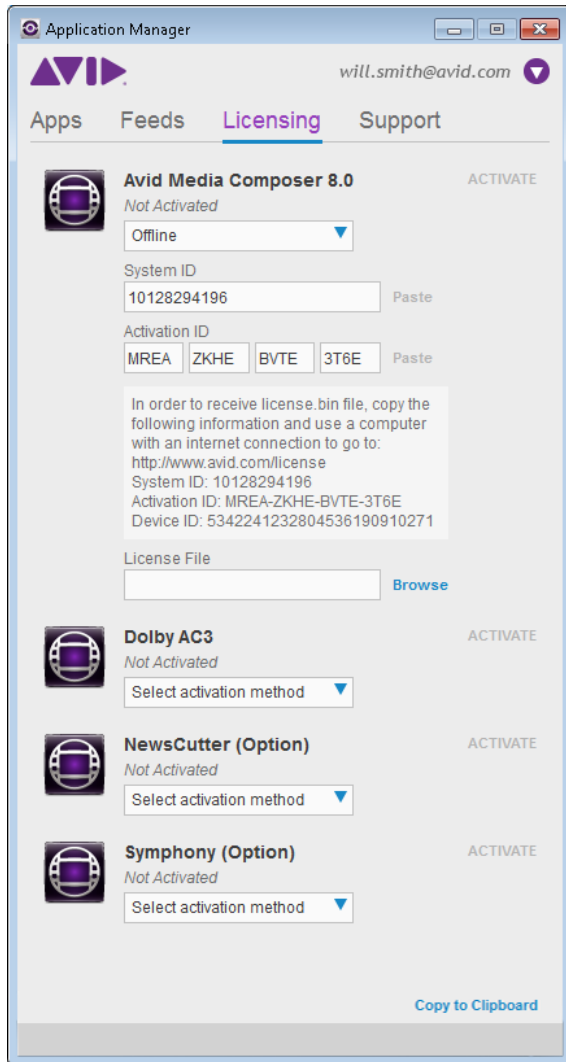 Application Manager
AVID
will.smith@avid.com
Apps Feeds Licensing Support
Avid Media Composer 8.0 ACTIVATE
Not Activated
Offline
System ID
10128294196 Paste
Activation ID
MREA ZKHE BVTE 3T6E Paste
In order to receive license.bin file, copy the
following information and use a computer
with an internet connection to go to:
http://www.avid.com/license
System ID: 10128294196
Activation ID: MREA-ZKHE-BVTE-3T6E
Device ID: 5342241232804536190910271
License File
Browse
Dolby AC3 ACTIVATE
Not Activated
Select activation method
NewsCutter (Option) ACTIVATE
Not Activated
Select activation method
Symphony (Option) ACTIVATE
Not Activated
Select activation method
Copy to Clipboard